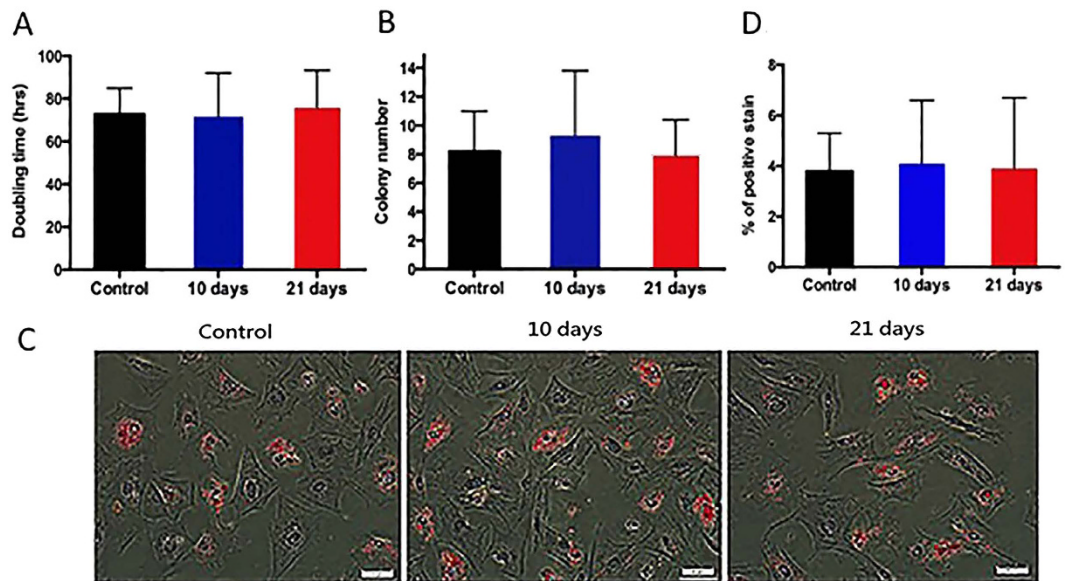 A
Doubling time (hrs)
100
80
60
40
20
0
Control 10 days 21 days
B
Colony number
14
12
10
8
6
4
2
0
Control 10 days 21 days
D
% of positive stain
8
6
4
2
0
Control 10 days 21 days
C
Control 10 days 21 days